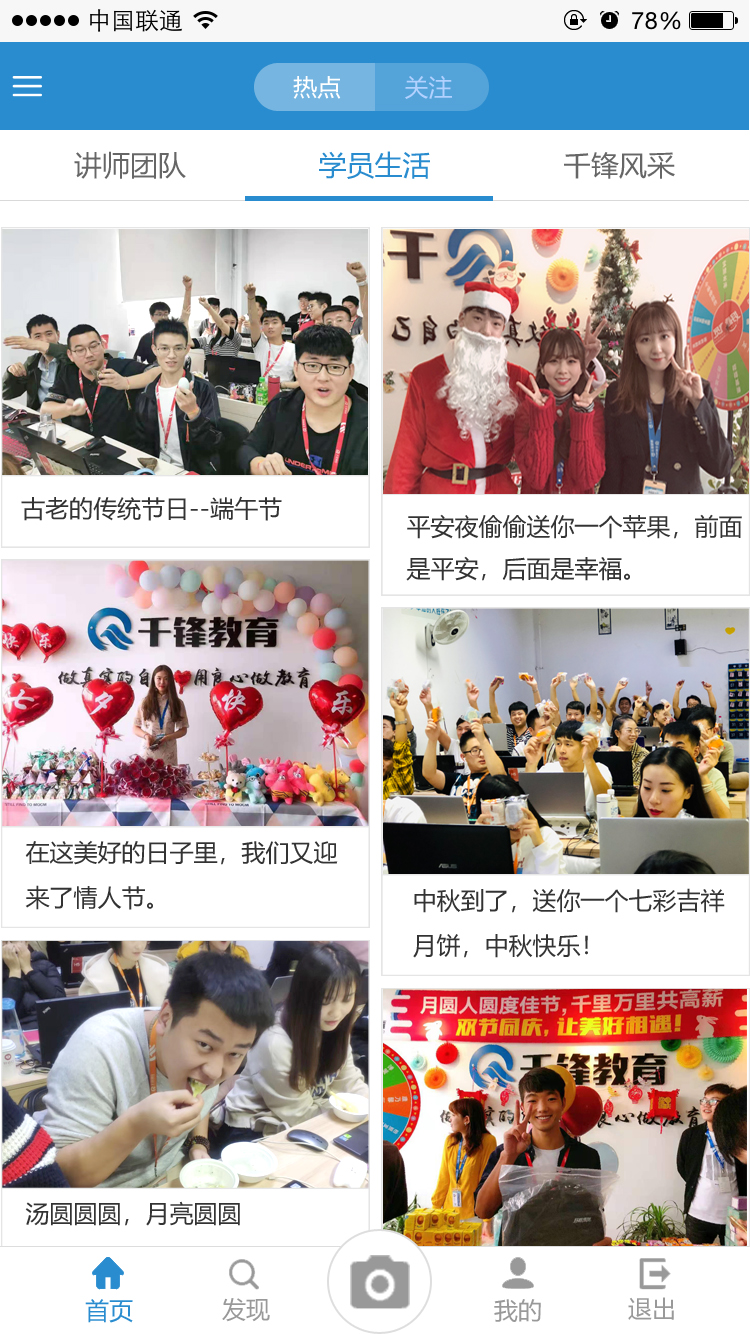 中国联通
78%
热点
关注
讲师团队
学员生活
千锋风采
古老的传统节日--端午节
千
平安夜偷偷送你一个苹果，前面
是平安，后面是幸福。
千锋教育
做真实的自
用良心做教育
快乐
七
夕
快
乐
在这美好的日子里，我们又迎
来了情人节。
中秋到了，送你一个七彩吉祥
月饼，中秋快乐！
汤圆圆圆，月亮圆圆
月圆人圆度佳节，千里万里共高薪
双节同庆，让美好相遇！
千锋教育
首页
发现
我的
退出